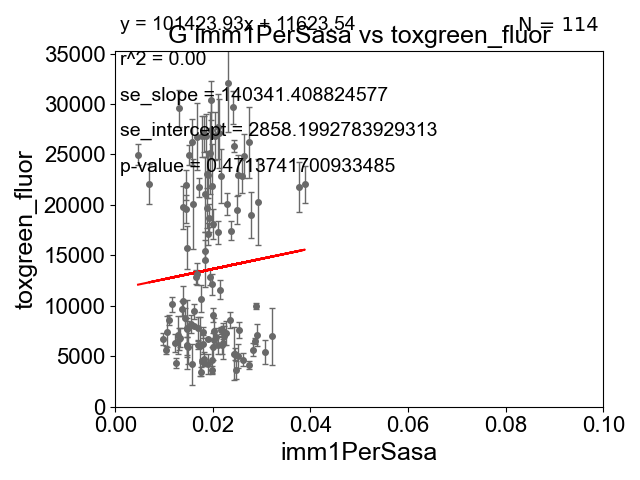 y = 101423.93x + 11623.54
N = 114
G Imm1PerSasa vs toxgreen_fluor
r^2 = 0.00
se_slope = 140341.408824577
se_intercept = 2858.1992783929313
p-value = 0.4713741700933485
toxgreen_fluor
35000
30000
25000
20000
15000
10000
5000
0
0.00 0.02 0.04 0.06 0.08 0.10
imm1PerSasa